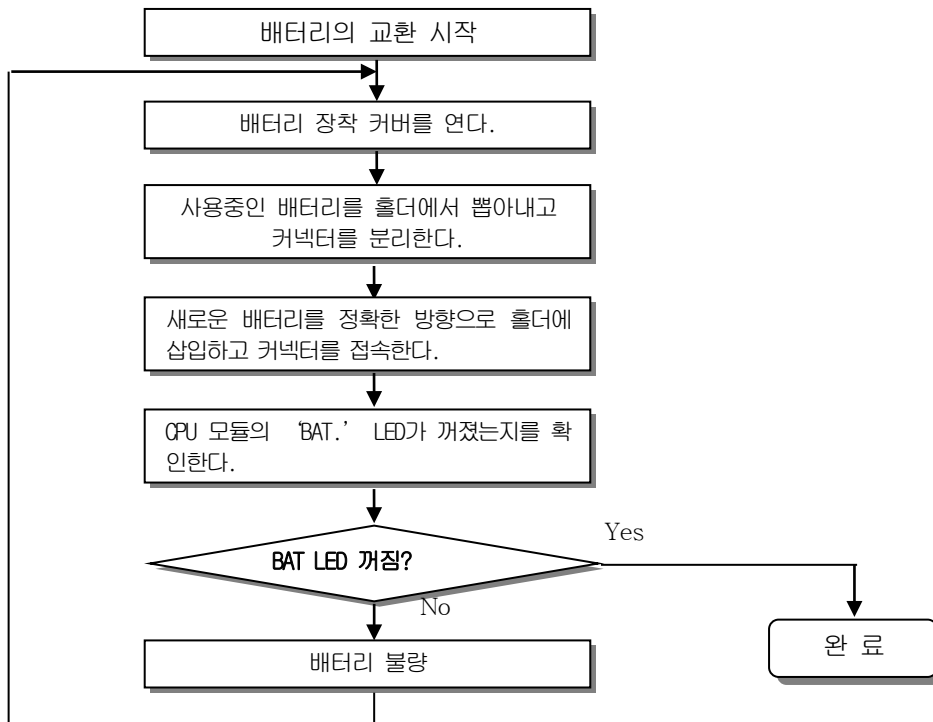 배터리의 교환 시작
배터리 장착 커버를 연다.
사용중인 배터리를 홀더에서 뽑아내고
커넥터를 분리한다.
새로운 배터리를 정확한 방향으로 홀더에
삽입하고 커넥터를 접속한다.
CPU 모듈의 ‘BAT.’ LED가 꺼졌는지를 확
인한다.
BAT LED 꺼짐?
Yes
No
배터리 불량
완 료